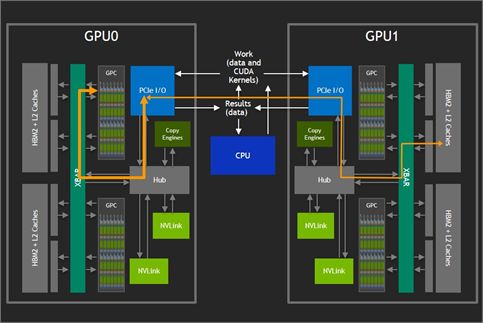 GPU0
GPU1
Work
(data and
CUDA
Kernels)
Results
(data)
CPU
HBM2 + L2 Caches
HBM2 + L2 Caches
XBAR
GPC
GPC
PCIe I/O
Copy
Engines
Hub
NVLink
NVLink
PCIe I/O
Copy
Engines
Hub
NVLink
NVLink
GPC
GPC
XBAR
HBM2 + L2 Caches
HBM2 + L2 Caches